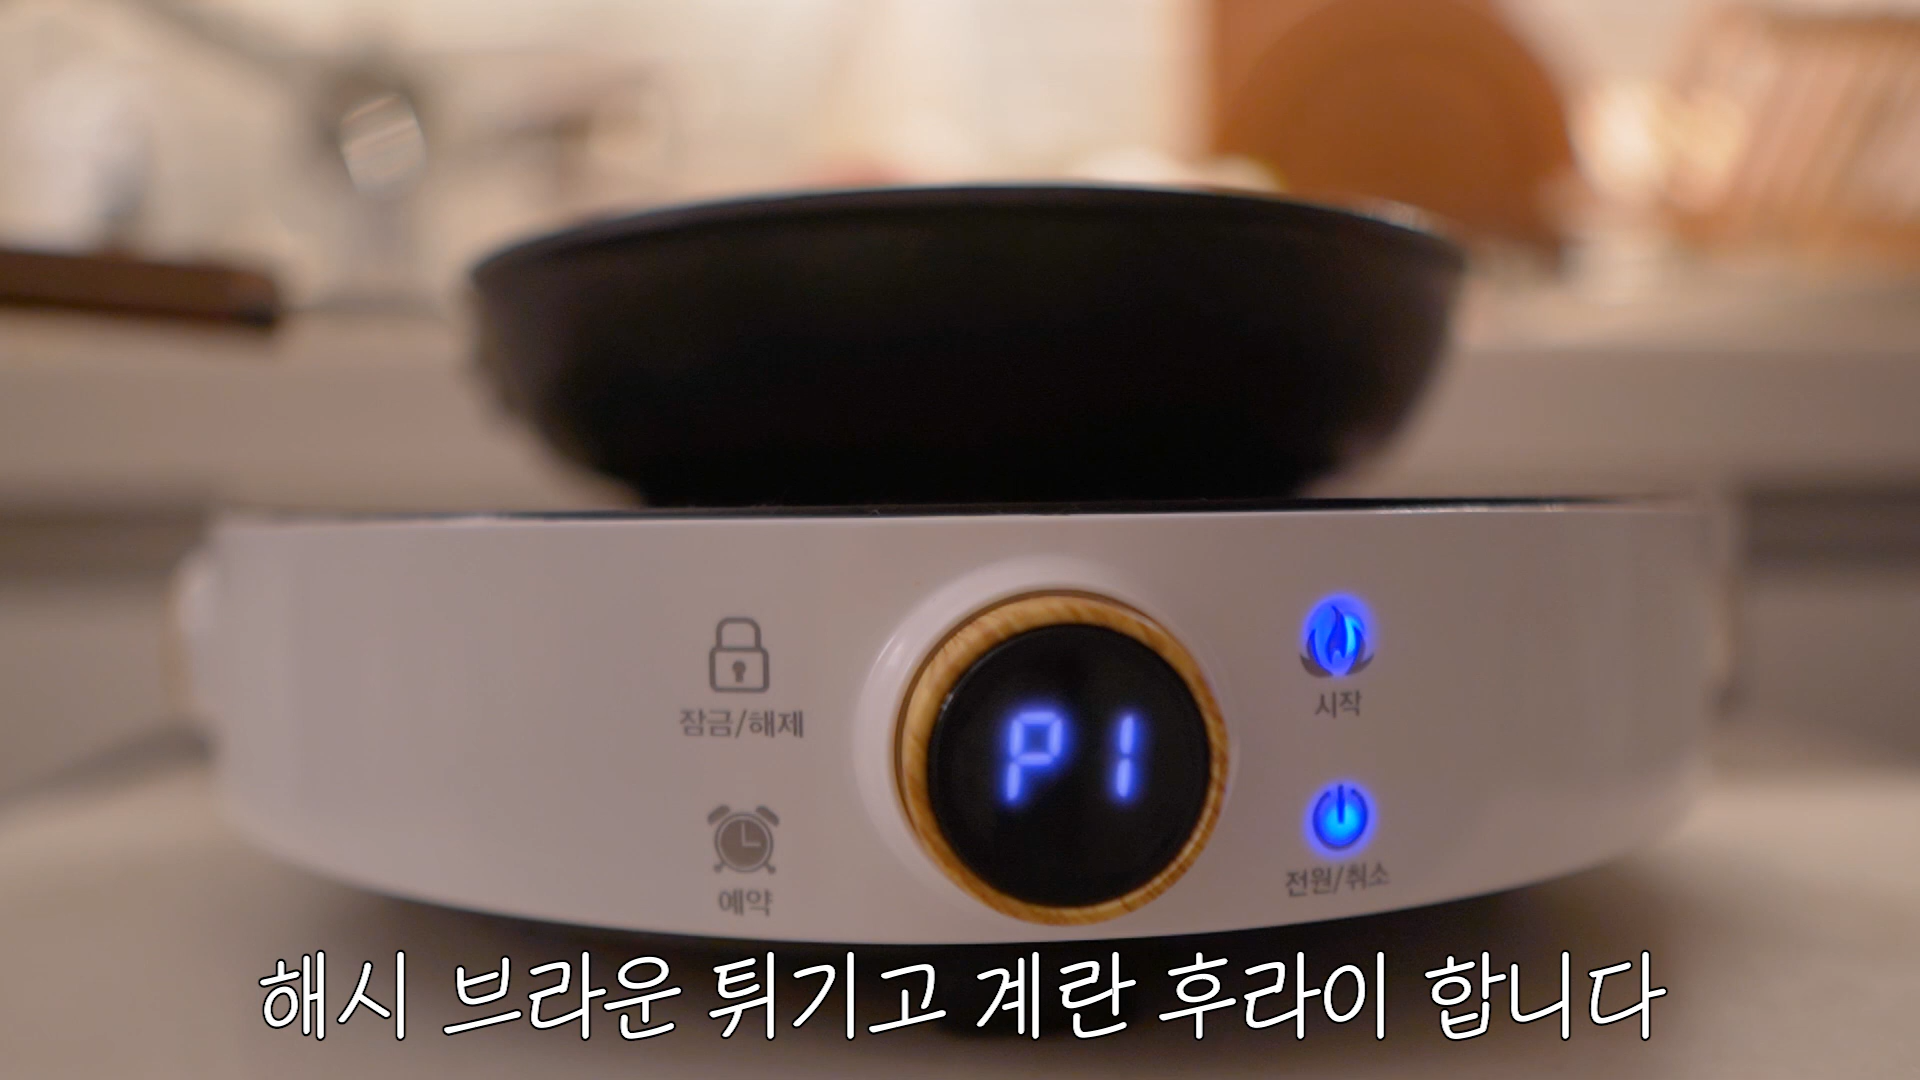 잠금/해제
예약
P1
시작
전원/취소
해시 브라운 튀기고 계란 후라이 합니다